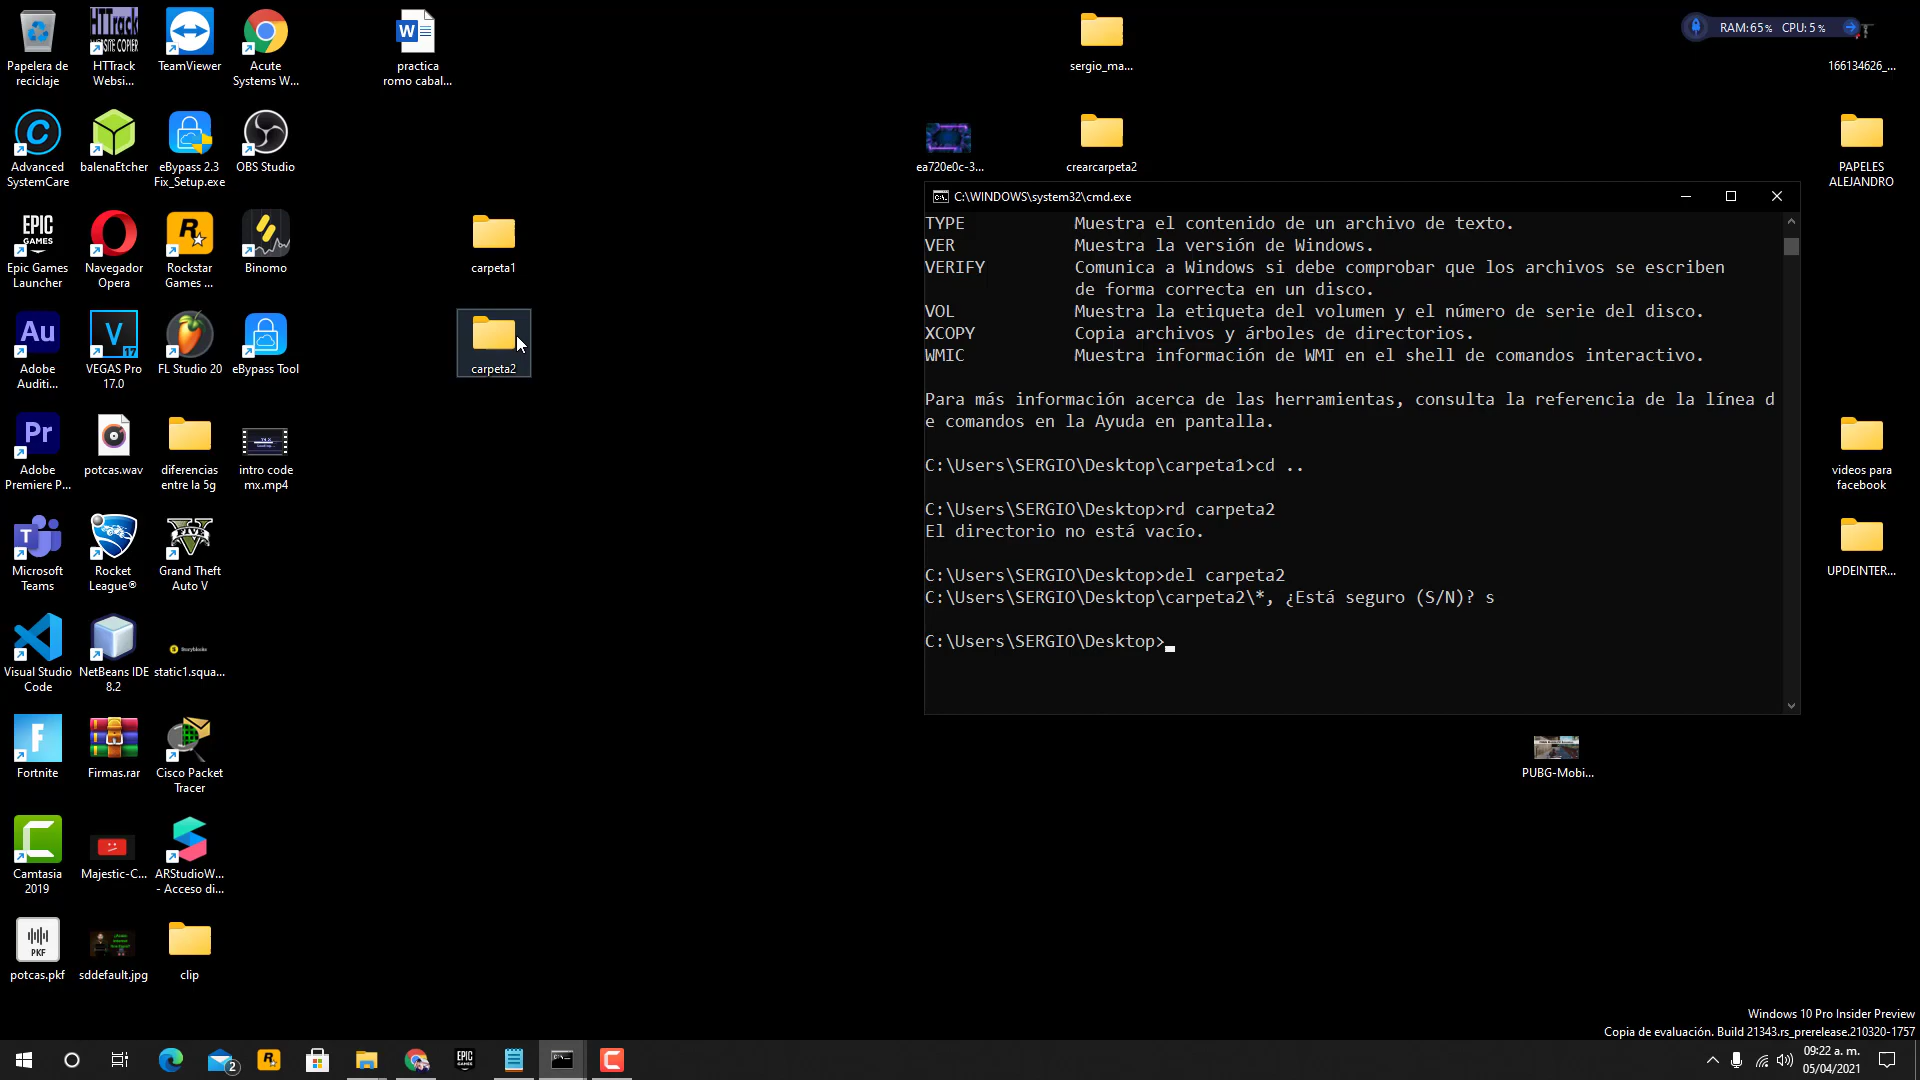 Papelera de
reciclaje
HTTrack
WEBSITE COPIER
HTTrack
Websi...
TeamViewer
Acute
Systems W...
practica
romo cabal...
sergio_ma...
RAM:65%
CPU: 5%
166134626_...
Advanced
SystemCare
balenaEtcher
eBypass 2.3
Fix_Setup.exe
OBS Studio
ea720e0c-3...
crearcarpeta2
PAPELES
ALEJANDRO
EPIC
GAMES
Epic Games
Launcher
Navegador
Opera
Rockstar
Games ...
Binomo
carpeta1
Au
Adobe
Auditi...
V
17
VEGAS Pro
17.0
FL Studio 20
eBypass Tool
carpeta2
Pr
Adobe
Premiere P...
potcas.wav
diferencias
entre la 5g
intro code
mx.mp4
videos para
facebook
Microsoft
Teams
Rocket
League®
Grand Theft
Auto V
UPDEINTER...
Visual Studio
Code
NetBeans IDE
8.2
static1.squa...
Fortnite
Firmas.rar
Cisco Packet
Tracer
PUBG-Mobi...
Camtasia
2019
Majestic-C...
ARStudioW...
- Acceso di...
PKF
potcas.pkf
sddefault.jpg
clip
C:\WINDOWS\system32\cmd.exe
TYPE Muestra el contenido de un archivo de texto.
VER Muestra la versión de Windows.
VERIFY Comunica a Windows si debe comprobar que los archivos se escriben
de forma correcta en un disco.
VOL Muestra la etiqueta del volumen y el número de serie del disco.
XCOPY Copia archivos y árboles de directorios.
WMIC Muestra información de WMI en el shell de comandos interactivo.
Para más información acerca de las herramientas, consulta la referencia de la línea d
e comandos en la Ayuda en pantalla.
C:\Users\SERGIO\Desktop\carpeta1>cd ..
C:\Users\SERGIO\Desktop>rd carpeta2
El directorio no está vacío.
C:\Users\SERGIO\Desktop>del carpeta2
C:\Users\SERGIO\Desktop\carpeta2\*, ¿Está seguro (S/N)? s
C:\Users\SERGIO\Desktop>
Windows 10 Pro Insider Preview
Copia de evaluación. Build 21343.rs_prerelease.210320-1757
2
EPIC
GAMES
09:22 a. m.
05/04/2021